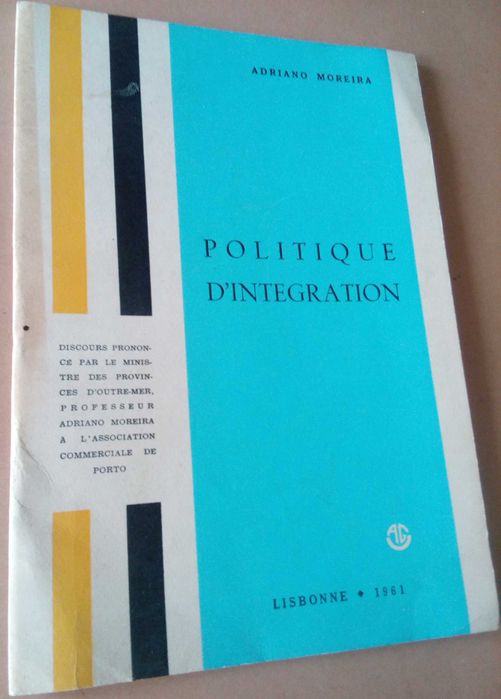 ADRIANO MOREIRA
POLITIQUE
D'INTEGRATION
DISCOURS PRONON-
CÉ PAR LE MINIS-
TRE DES PROVIN-
CES D'OUTRE-MER,
PROFESSEUR
ADRIANO MOREIRA
A L'ASSOCIATION
COMMERCIALE DE
PORTO
LISBONNE • 1961